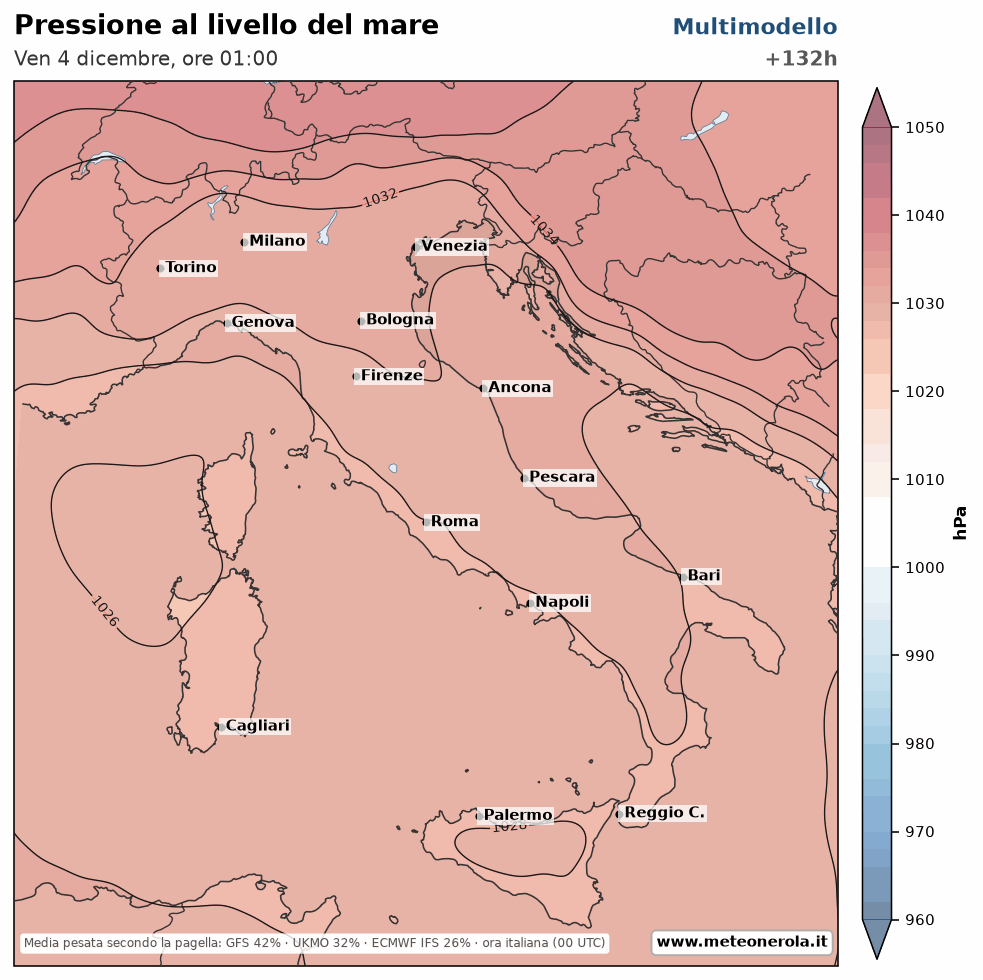 Pressione al livello del mare
Multimodello
Ven 4 dicembre, ore 01:00
+132h
1050
1032
1040
1034
Milano
Venezia
Torino
1030
Genova
Bologna
Firenze
Ancona
1020
Pescara
1010
Roma
hPa
1000
Bari
1026
Napoli
990
Cagliari
980
Palermo
Reggio C.
1028
970
960
Media pesata secondo la pagella: GFS 42% · UKMO 32% · ECMWF IFS 26% · ora italiana (00 UTC)
www.meteonerola.it